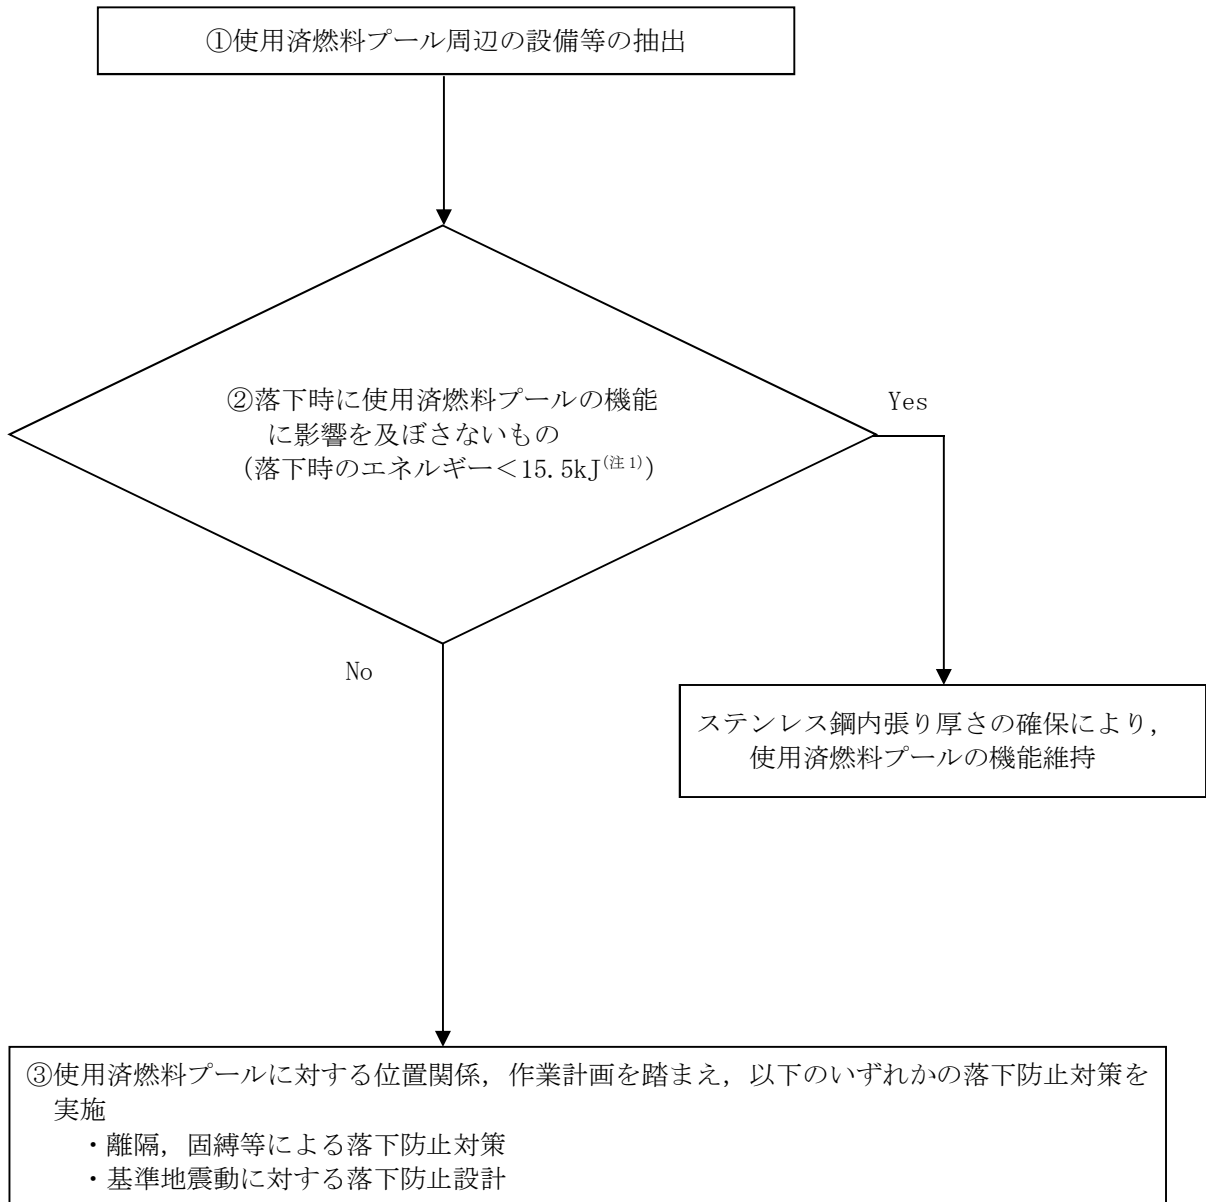 ①使用済燃料プール周辺の設備等の抽出
②落下時に使用済燃料プールの機能
に影響を及ぼさないもの
(落下時のエネルギー＜15.5kJ(注1))
Yes
No
ステンレス鋼内張り厚さの確保により，
使用済燃料プールの機能維持
③使用済燃料プールに対する位置関係，作業計画を踏まえ，以下のいずれかの落下防止対策を
実施
・離隔，固縛等による落下防止対策
・基準地震動に対する落下防止設計